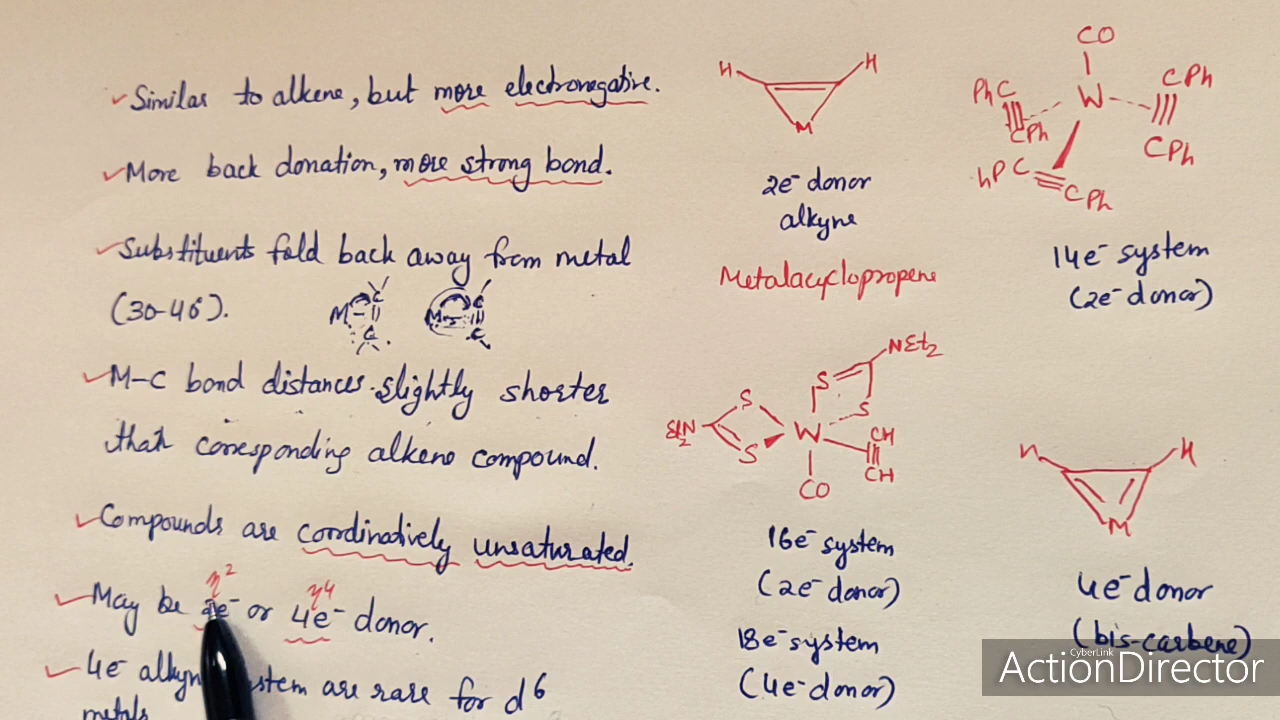 ✓Similar to alkene, but more electronegative.
✓More back donation, more strong bond.
✓Substituents fold back away from metal
(30-46°).
M C C
M C C
✓M-C bond distances slightly shorter
that corresponding alkene compound.
✓Compounds are coordinatively unsaturated.
η² η⁴
✓May be 2e⁻ or 4e⁻ donor.
✓4e⁻ are rare for d⁶
metals
H H
M
2e⁻ donor
alkyne
Metalacyclopropene
CO
W
PhC
CPh
CPh
CPh
hPC
CPh
14e⁻ system
(2e⁻ donor)
NEt₂
S
S
S
S
W
CH
CH
CO
16e⁻ system
(2e⁻ donor)
18e⁻ system
(4e⁻ donor)
H
M
4e⁻ donor
(bis-carbene)
CyberLink
ActionDirector